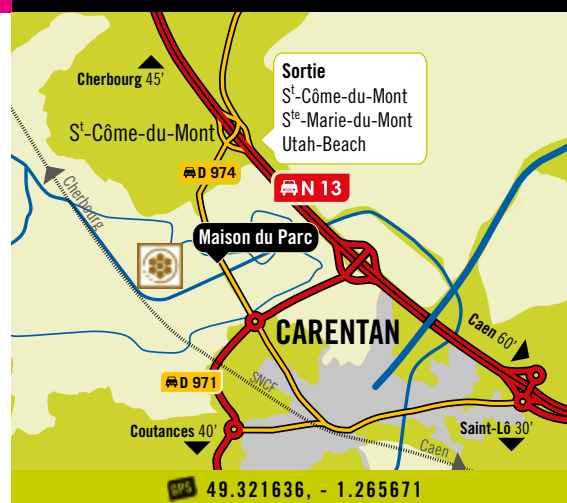 Cherbourg 45'
Sortie
St-Côme-du-Mont
Ste-Marie-du-Mont
Utah-Beach
St-Côme-du-Mont
D 974
N 13
Cherbourg
Maison du Parc
CARENTAN
Caen 60'
D 971
SNCF
Coutances 40'
Saint-Lô 30'
Caen
GPS 49.321636, - 1.265671